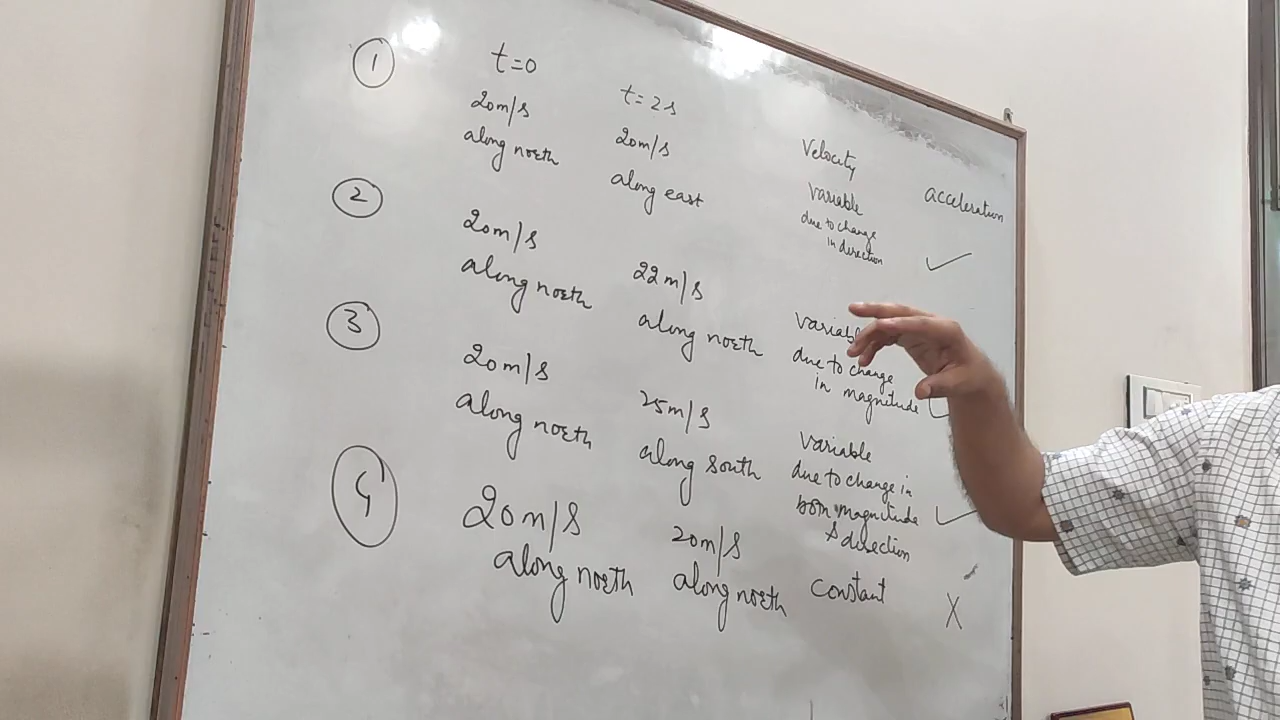 1
t=0
t=2s
Velocity
acceleration
20m/s
along north
20m/s
along east
Variable
due to change
in direction
✓
2
20m/s
along north
22m/s
along north
due to change
in magnitude
3
20m/s
along north
25m/s
along south
Variable
due to change in
both magnitude
& direction
✓
4
20m/s
along north
20m/s
along north
Constant
X